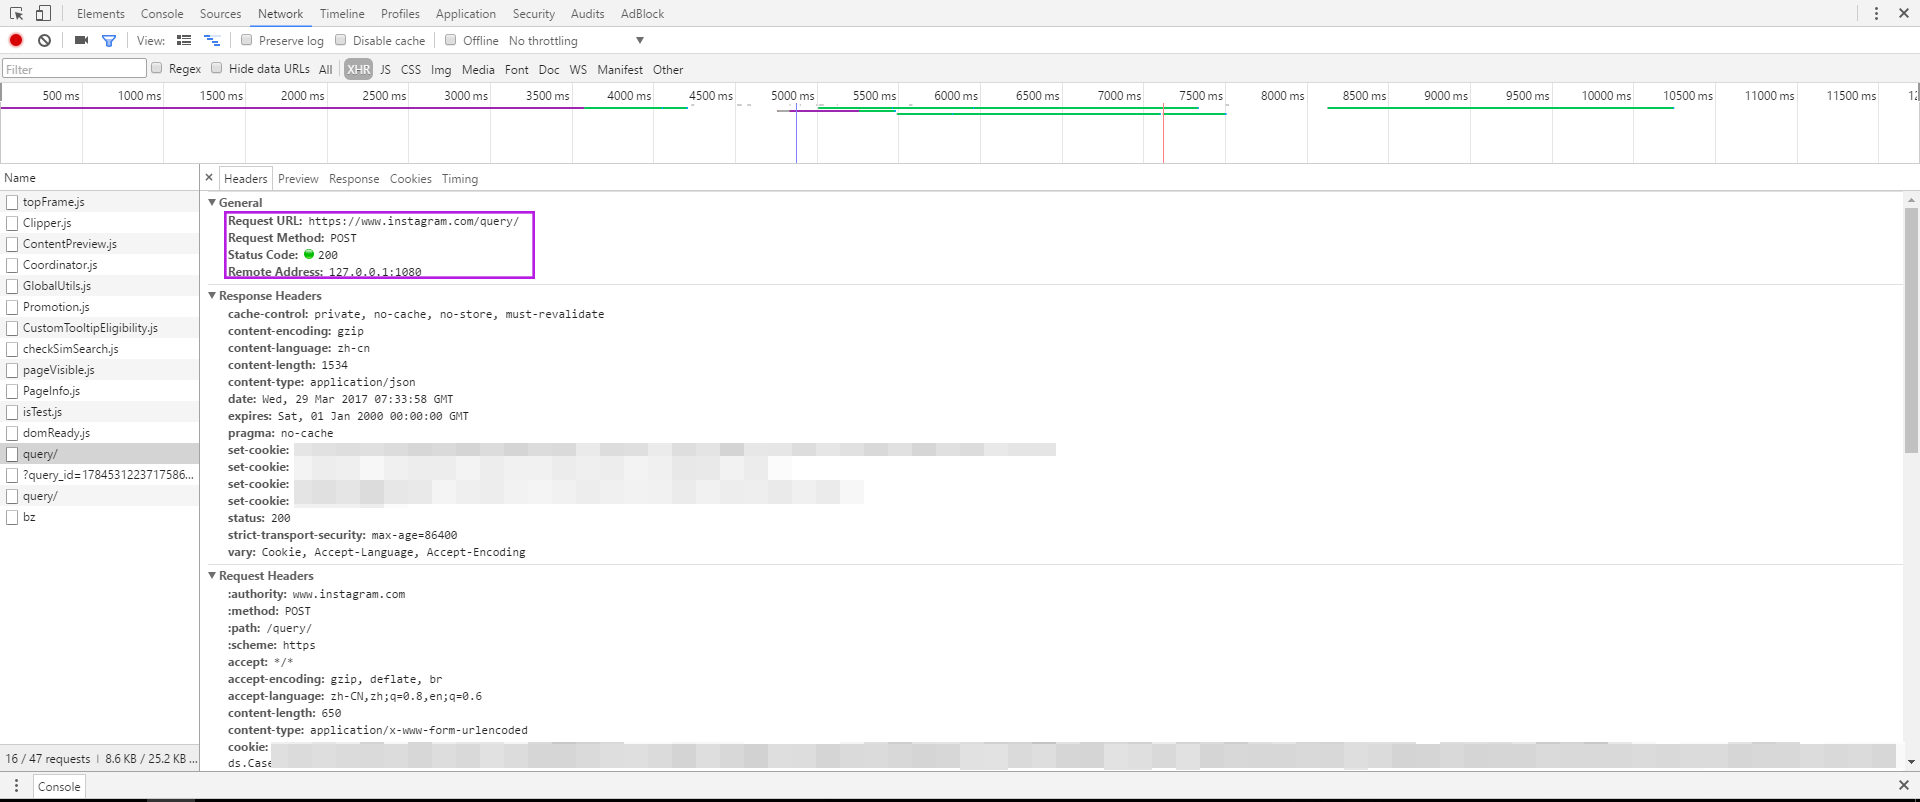 Elements Console Sources Network Timeline Profiles Application Security Audits AdBlock
View: Preserve log Disable cache Offline No throttling
Filter Regex Hide data URLs All XHR JS CSS Img Media Font Doc WS Manifest Other
500 ms 1000 ms 1500 ms 2000 ms 2500 ms 3000 ms 3500 ms 4000 ms 4500 ms 5000 ms 5500 ms 6000 ms 6500 ms 7000 ms 7500 ms 8000 ms 8500 ms 9000 ms 9500 ms 10000 ms 10500 ms 11000 ms 11500 ms
Name
topFrame.js
Clipper.js
ContentPreview.js
Coordinator.js
GlobalUtils.js
Promotion.js
CustomTooltipEligibility.js
checkSimSearch.js
pageVisible.js
PageInfo.js
isTest.js
domReady.js
query/
?query_id=1784531223717586...
query/
bz
16 / 47 requests | 8.6 KB / 25.2 KB ...
× Headers Preview Response Cookies Timing
General
Request URL: https://www.instagram.com/query/
Request Method: POST
Status Code: 200
Remote Address: 127.0.0.1:1080
Response Headers
cache-control: private, no-cache, no-store, must-revalidate
content-encoding: gzip
content-language: zh-cn
content-length: 1534
content-type: application/json
date: Wed, 29 Mar 2017 07:33:58 GMT
expires: Sat, 01 Jan 2000 00:00:00 GMT
pragma: no-cache
set-cookie:
set-cookie:
set-cookie:
set-cookie:
status: 200
strict-transport-security: max-age=86400
vary: Cookie, Accept-Language, Accept-Encoding
Request Headers
:authority: www.instagram.com
:method: POST
:path: /query/
:scheme: https
accept: */*
accept-encoding: gzip, deflate, br
accept-language: zh-CN,zh;q=0.8,en;q=0.6
content-length: 650
content-type: application/x-www-form-urlencoded
cookie:
ds.Case
Console